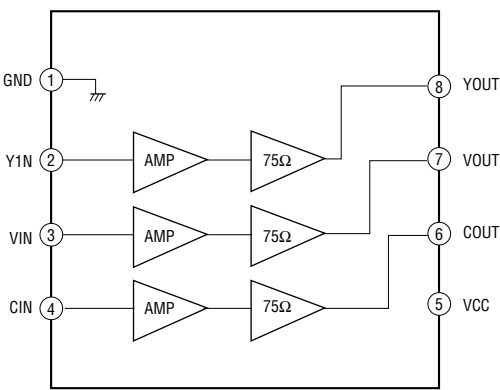 GND 1
8 YOUT
Y1N 2 AMP 75Ω
7 VOUT
VIN 3 AMP 75Ω
6 COUT
CIN 4 AMP 75Ω
5 VCC